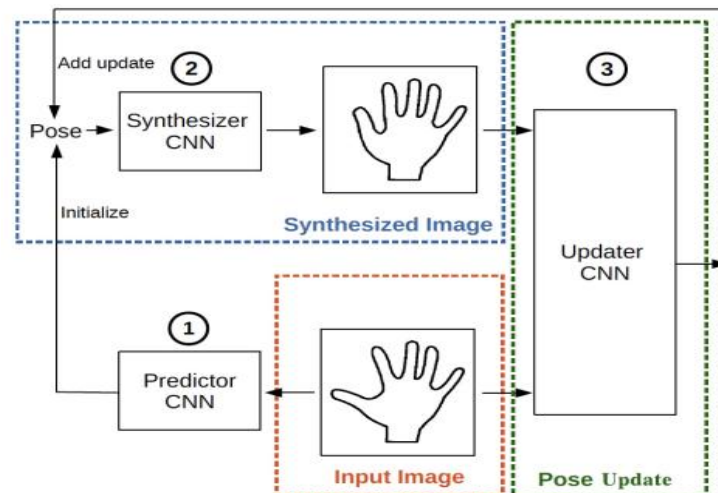 Add update
2
3
Pose
Synthesizer
CNN
Initialize
Synthesized Image
Updater
CNN
1
Predictor
CNN
Input Image
Pose Update